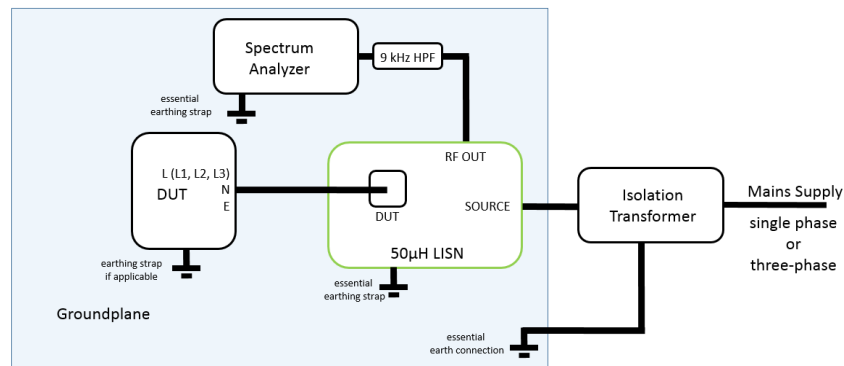 Spectrum
Analyzer
9 kHz HPF
essential
earthing strap
RF OUT
L (L1, L2, L3)
DUT
N
E
DUT
SOURCE
50µH LISN
Isolation
Transformer
Mains Supply
single phase
or
three-phase
earthing strap
if applicable
essential
earthing strap
Groundplane
essential
earth connection